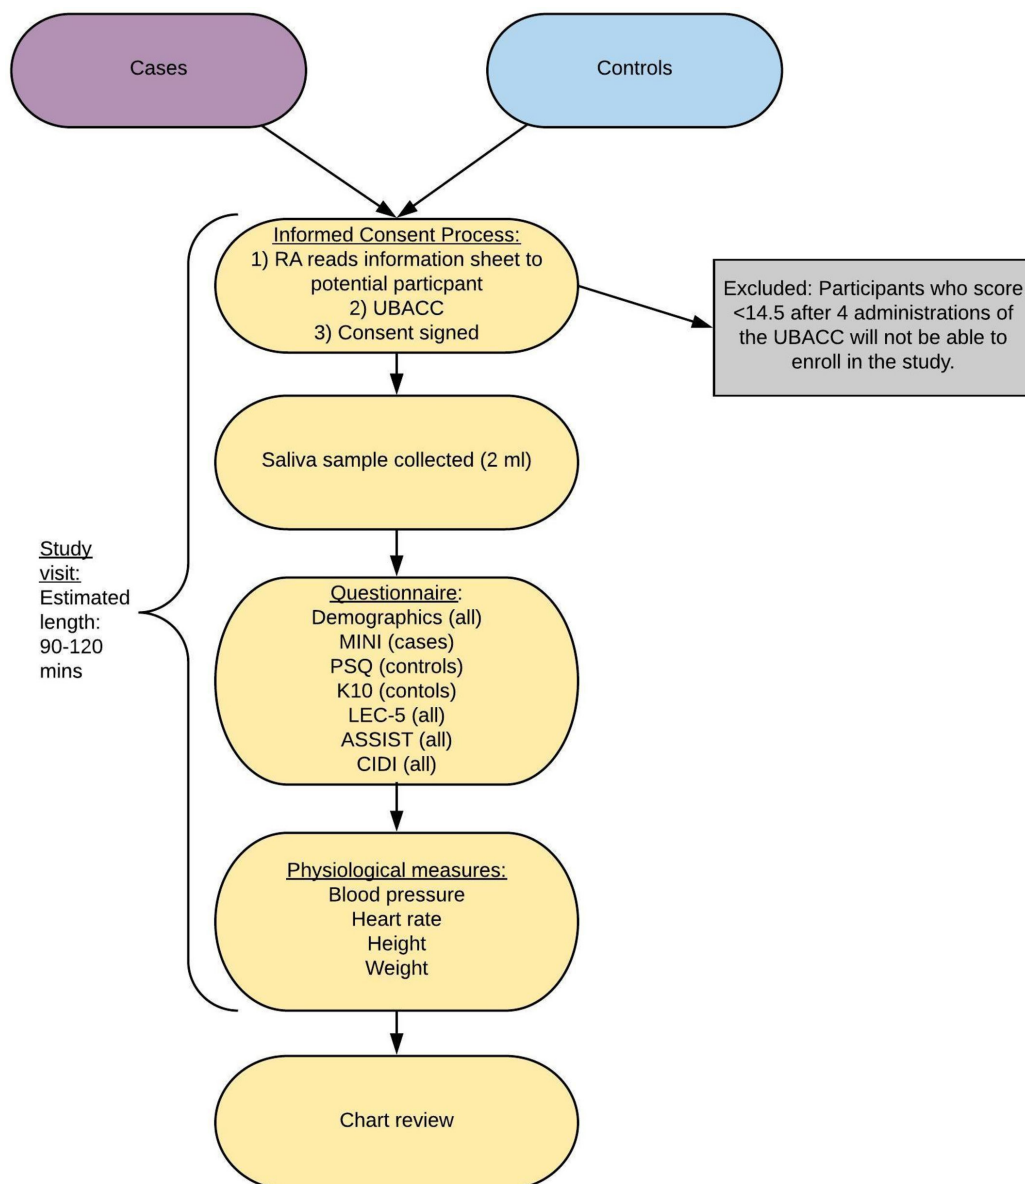 Cases
Controls
Informed Consent Process:
1) RA reads information sheet to
potential particpant
2) UBACC
3) Consent signed
Excluded: Participants who score
<14.5 after 4 administrations of
the UBACC will not be able to
enroll in the study.
Saliva sample collected (2 ml)
Study
visit:
Estimated
length:
90-120
mins
Questionnaire:
Demographics (all)
MINI (cases)
PSQ (controls)
K10 (contols)
LEC-5 (all)
ASSIST (all)
CIDI (all)
Physiological measures:
Blood pressure
Heart rate
Height
Weight
Chart review